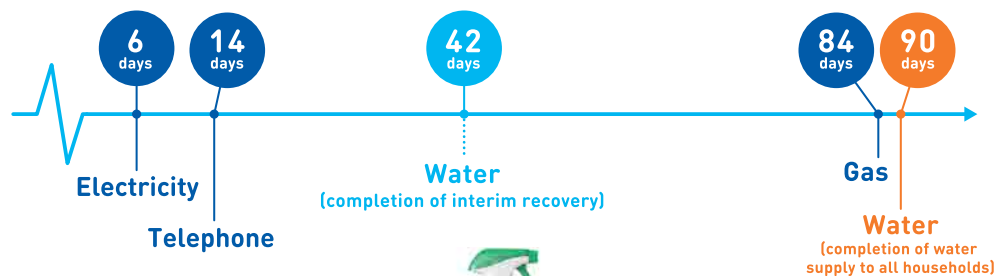 6
days
14
days
42
days
84
days
90
days
Electricity
Telephone
Water
(completion of interim recovery)
Gas
Water
(completion of water
supply to all households)